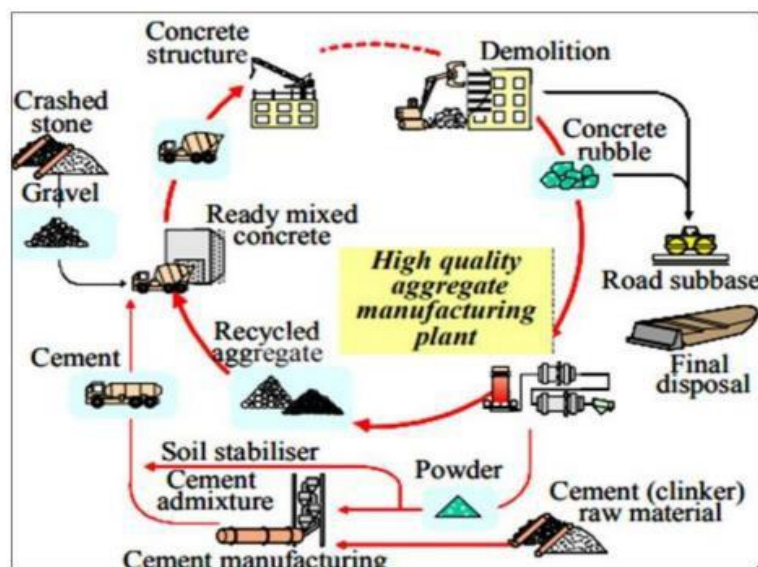 Concrete
structure
Demolition
Crashed
stone
Concrete
rubble
Gravel
Ready mixed
concrete
High quality
aggregate
manufacturing
plant
Road subbase
Recycled
aggregate
Cement
Final
disposal
Soil stabiliser
Powder
Cement
admixture
Cement (clinker)
raw material
Cement manufacturing